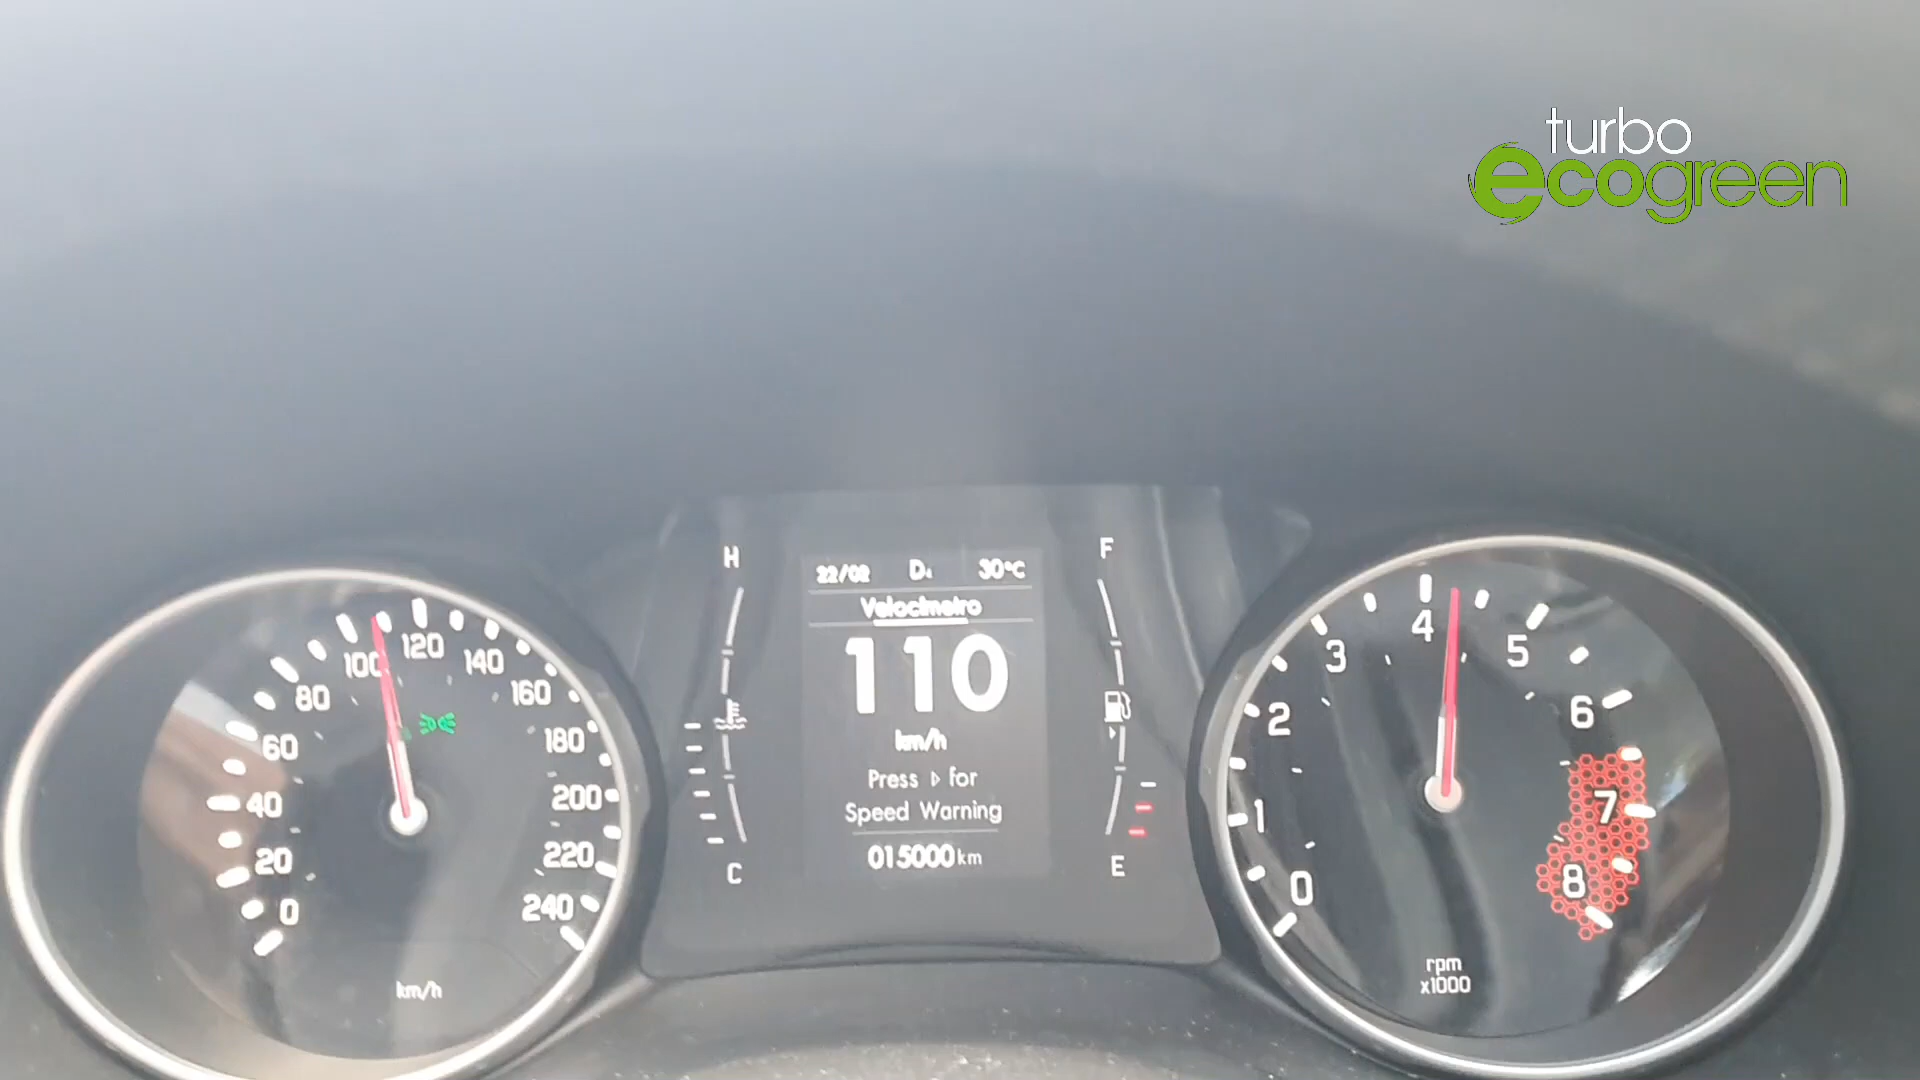 turbo
ecogreen
H
F
22/02 D4 30°C
Velocímetro
110
km/h
Press ▷ for
Speed Warning
015000 km
C
E
0
20
40
60
80
100
120
140
160
180
200
220
240
km/h
0
1
2
3
4
5
6
7
8
rpm
x1000